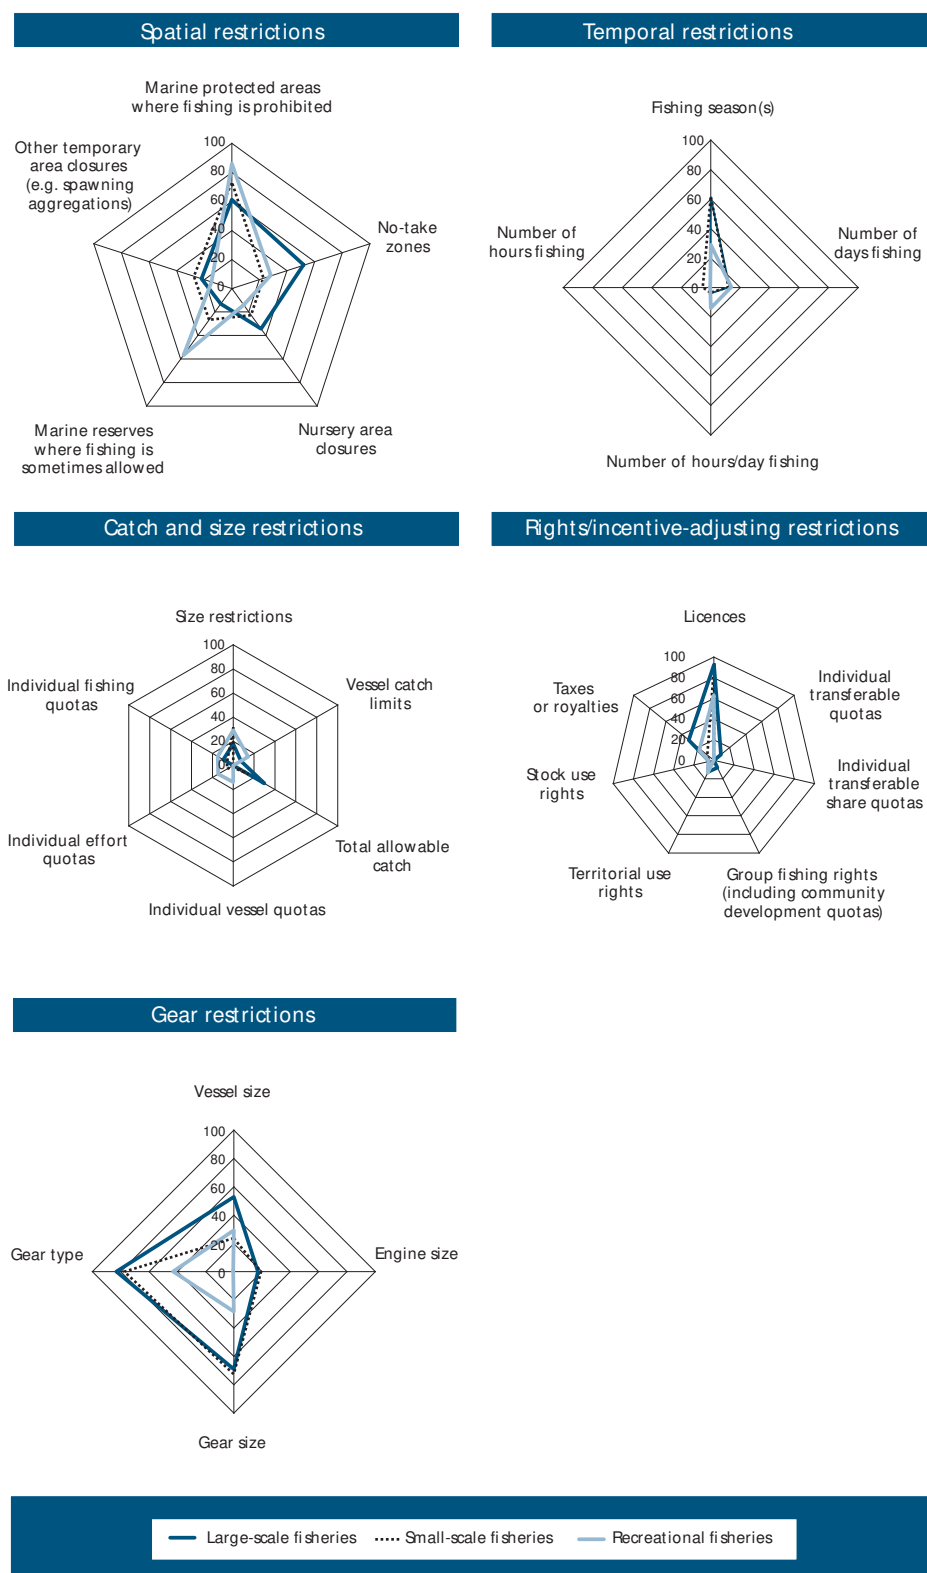 Spatial restrictions
Marine protected areas
where fishing is prohibited
Other temporary
area closures
(e.g. spawning
aggregations)
No-take
zones
100
80
60
40
20
0
Marine reserves
where fishing is
sometimes allowed
Nursery area
closures
Temporal restrictions
Fishing season(s)
100
80
60
40
20
0
Number of
hours fishing
Number of
days fishing
Number of hours/day fishing
Catch and size restrictions
Size restrictions
100
80
60
40
20
0
Individual fishing
quotas
Vessel catch
limits
Individual effort
quotas
Total allowable
catch
Individual vessel quotas
Rights/incentive-adjusting restrictions
Licences
100
80
60
40
20
0
Taxes
or royalties
Individual
transferable
quotas
Stock use
rights
Individual
transferable
share quotas
Territorial use
rights
Group fishing rights
(including community
development quotas)
Gear restrictions
Vessel size
100
80
60
40
20
0
Gear type
Engine size
Gear size
Large-scale fisheries
Small-scale fisheries
Recreational fisheries